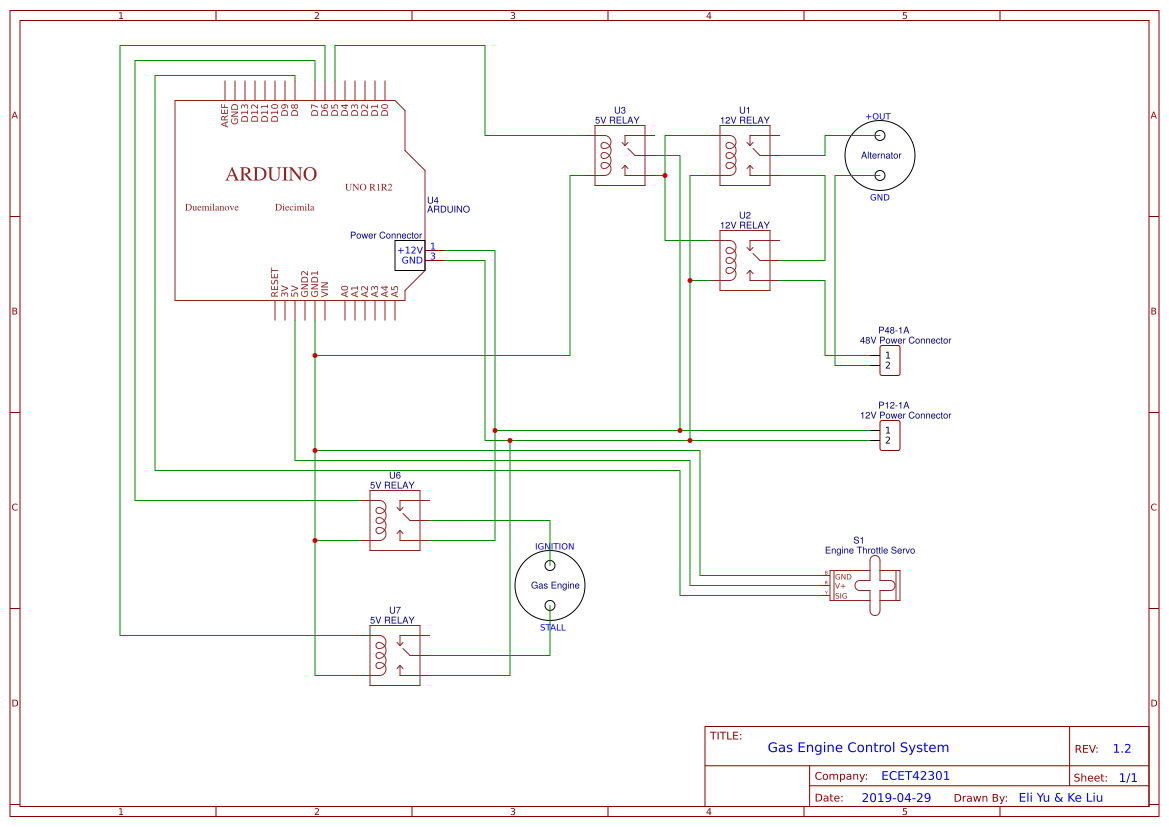 1 2 3 4 5
A
B
C
D
A
B
C
D
AREF GND D13 D12 D11 D10 D9 D8 D7 D6 D5 D4 D3 D2 D1 D0
ARDUINO
UNO R1R2
Duemilanove Diecimila
U4
ARDUINO
Power Connector
+12V 1
GND 3
RESET 3V 5V GND2 GND1 VIN A0 A1 A2 A3 A4 A5
U3
5V RELAY
U1
12V RELAY
+OUT
Alternator
GND
U2
12V RELAY
P48-1A
48V Power Connector
1
2
P12-1A
12V Power Connector
1
2
U6
5V RELAY
IGNITION
Gas Engine
STALL
U7
5V RELAY
S1
Engine Throttle Servo
GND
V+
SIG
TITLE:
Gas Engine Control System
REV: 1.2
Company: ECET42301
Sheet: 1/1
Date: 2019-04-29 Drawn By: Eli Yu & Ke Liu
1 2 3 4 5